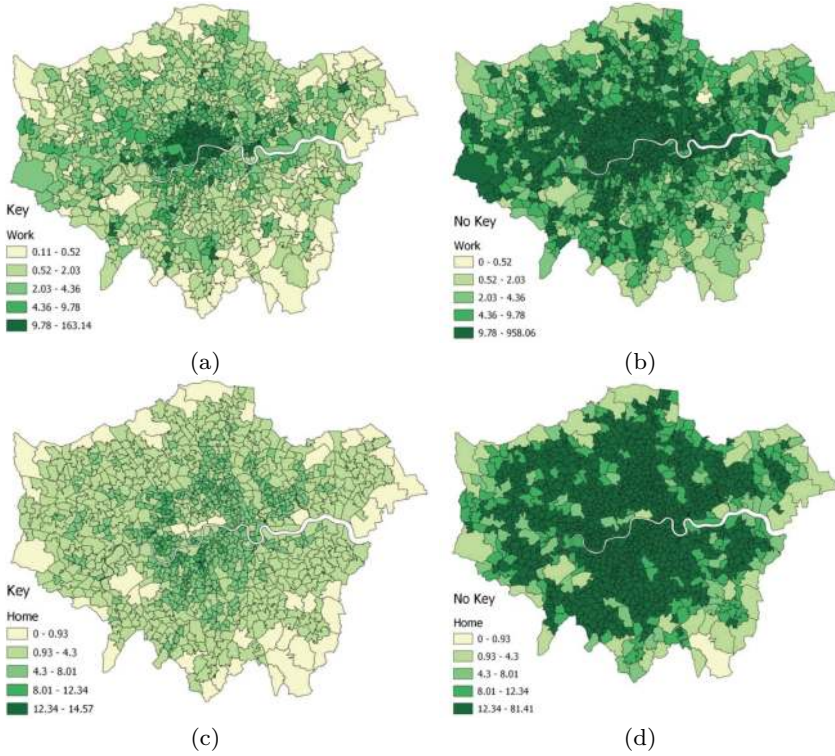 Key
Work
0.11 - 0.52
0.52 - 2.03
2.03 - 4.36
4.36 - 9.78
9.78 - 163.14
(a)
No Key
Work
0 - 0.52
0.52 - 2.03
2.03 - 4.36
4.36 - 9.78
9.78 - 958.06
(b)
Key
Home
0 - 0.93
0.93 - 4.3
4.3 - 8.01
8.01 - 12.34
12.34 - 14.57
(c)
No Key
Home
0 - 0.93
0.93 - 4.3
4.3 - 8.01
8.01 - 12.34
12.34 - 81.41
(d)